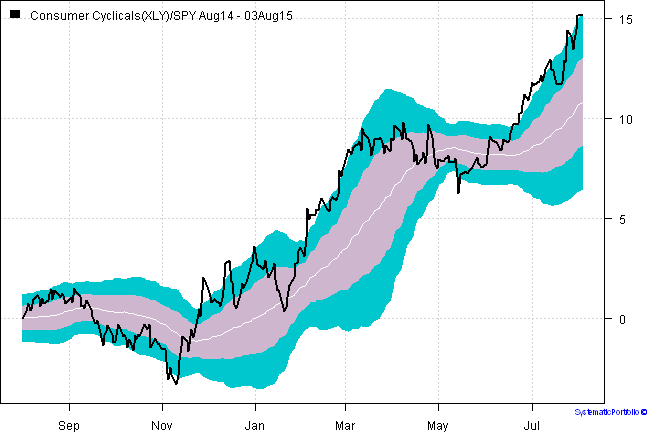 Consumer Cyclicals(XLY)/SPY Aug14 - 03Aug15
15
10
5
0
Sep Nov Jan Mar May Jul
SystematicPortfolio ©